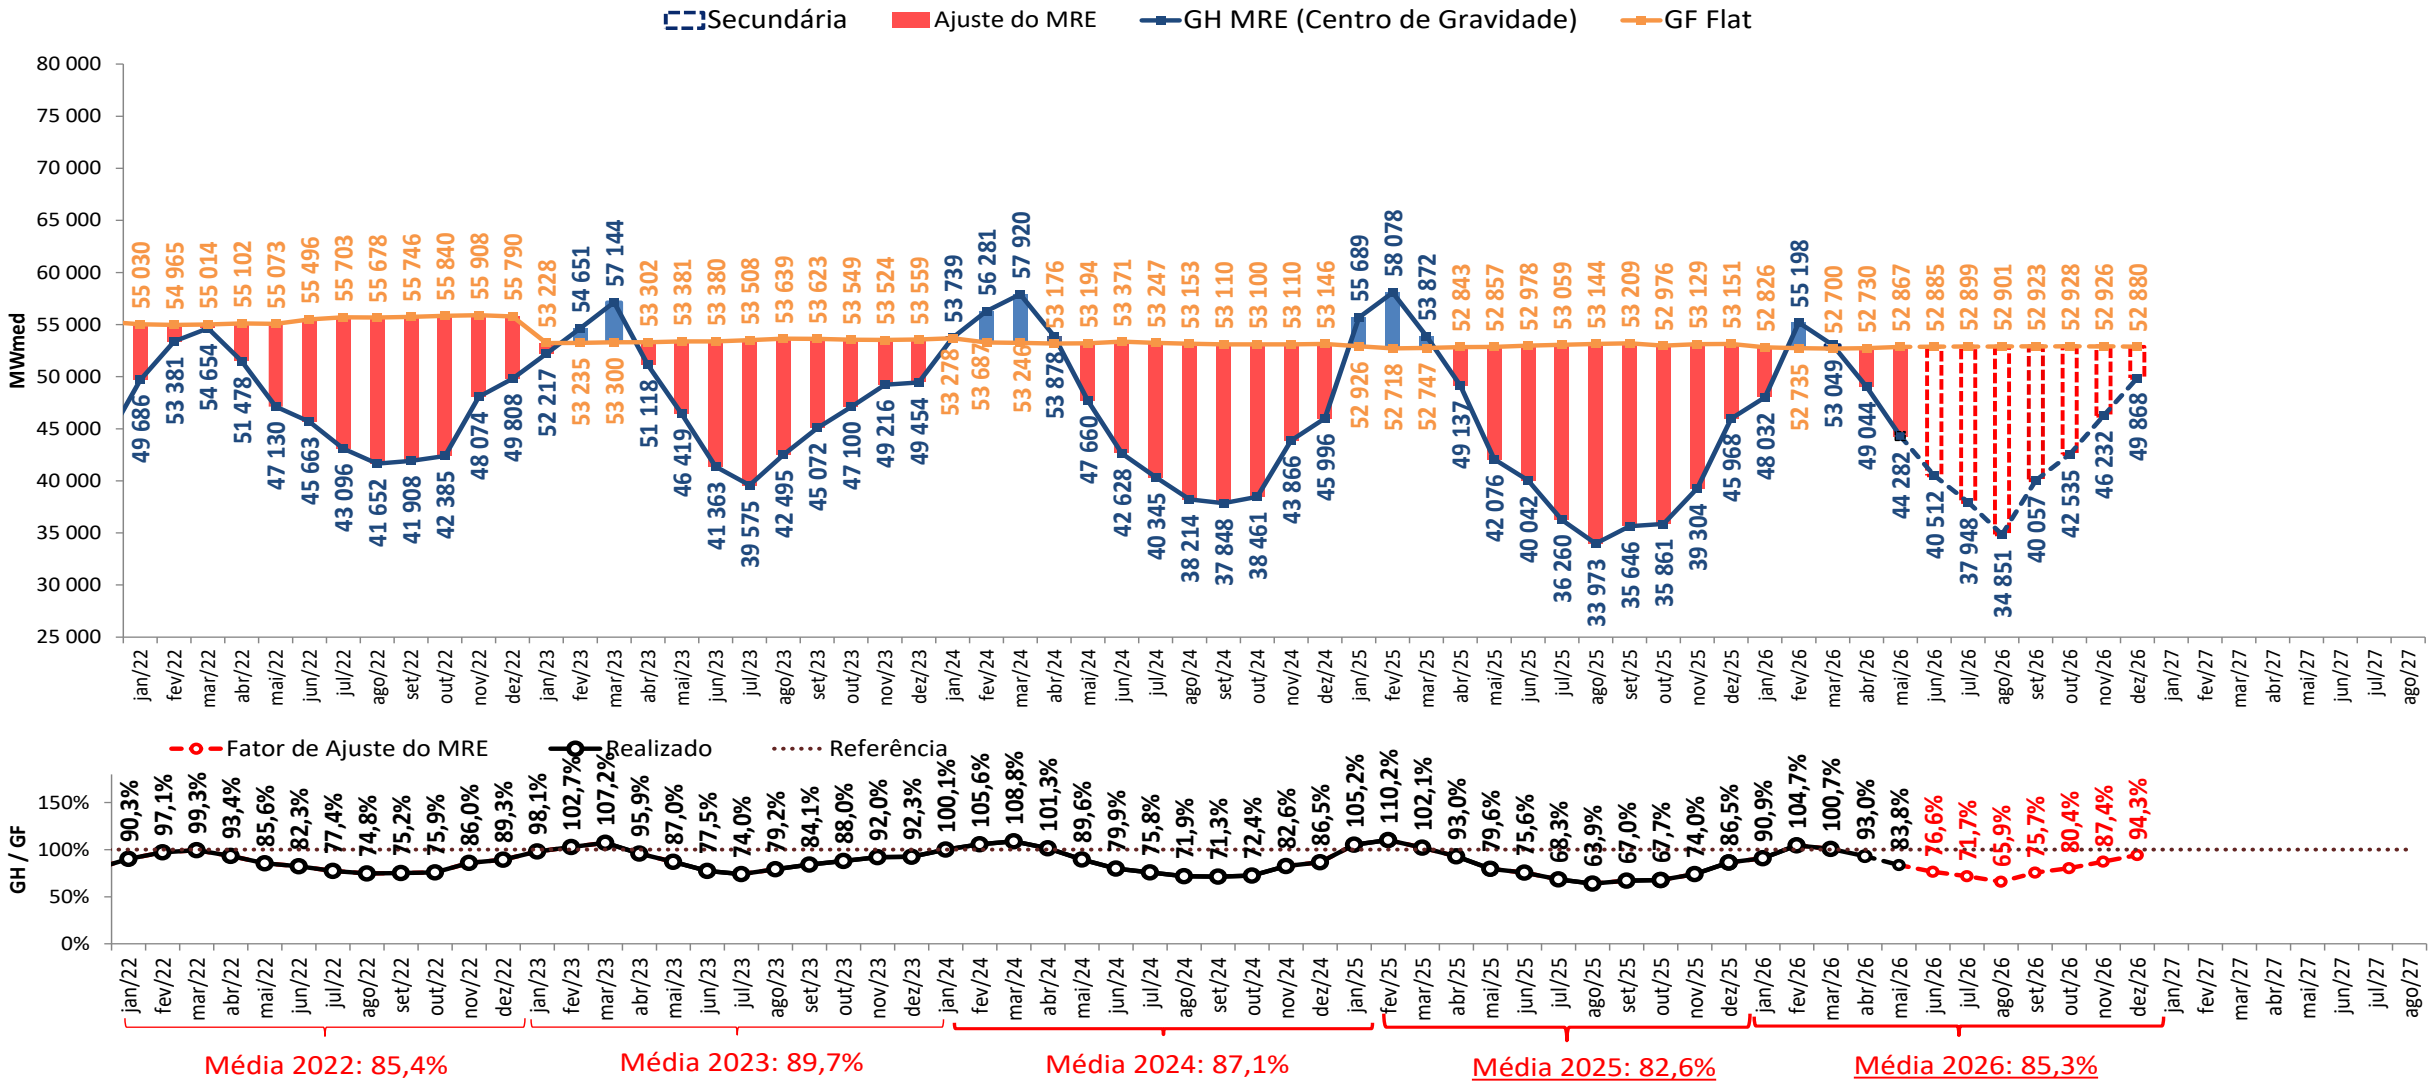 Secundária Ajuste do MRE GH MRE (Centro de Gravidade) GF Flat
MWmed
80 000
75 000
70 000
65 000
60 000
55 000
50 000
45 000
40 000
35 000
30 000
25 000
55 030 54 965 55 014 55 102 55 073 55 496 55 703 55 678 55 746 55 840 55 908 55 790 53 228 54 651 57 144 53 302 53 381 53 380 53 508 53 639 53 623 53 549 53 524 53 559 53 739 56 281 57 920 53 176 53 194 53 371 53 247 53 153 53 110 53 100 53 110 53 146 55 689 58 078 53 872 52 843 52 857 52 978 53 059 53 144 53 209 52 976 53 129 53 151 52 826 55 198 52 700 52 730 52 867 52 885 52 899 52 901 52 923 52 928 52 926 52 880
49 686 53 381 54 654 51 478 47 130 45 663 43 096 41 652 41 908 42 385 48 074 49 808 52 217 53 235 53 300 51 118 46 419 41 363 39 575 42 495 45 072 47 100 49 216 49 454 53 278 53 687 53 246 53 878 47 660 42 628 40 345 38 214 37 848 38 461 43 866 45 996 52 926 52 718 52 747 49 137 42 076 40 042 36 260 33 973 35 646 35 861 39 304 45 968 48 032 52 735 53 049 49 044 44 282 40 512 37 948 34 851 40 057 42 535 46 232 49 868
jan/22 fev/22 mar/22 abr/22 mai/22 jun/22 jul/22 ago/22 set/22 out/22 nov/22 dez/22 jan/23 fev/23 mar/23 abr/23 mai/23 jun/23 jul/23 ago/23 set/23 out/23 nov/23 dez/23 jan/24 fev/24 mar/24 abr/24 mai/24 jun/24 jul/24 ago/24 set/24 out/24 nov/24 dez/24 jan/25 fev/25 mar/25 abr/25 mai/25 jun/25 jul/25 ago/25 set/25 out/25 nov/25 dez/25 jan/26 fev/26 mar/26 abr/26 mai/26 jun/26 jul/26 ago/26 set/26 out/26 nov/26 dez/26 jan/27 fev/27 mar/27 abr/27 mai/27 jun/27 jul/27 ago/27
Fator de Ajuste do MRE Realizado Referência
GH / GF
150%
100%
50%
0%
90,3% 97,1% 99,3% 93,4% 85,6% 82,3% 77,4% 74,8% 75,2% 75,9% 86,0% 89,3% 98,1% 102,7% 107,2% 95,9% 87,0% 77,5% 74,0% 79,2% 84,1% 88,0% 92,0% 92,3% 100,1% 105,6% 108,8% 101,3% 89,6% 79,9% 75,8% 71,9% 71,3% 72,4% 82,6% 86,5% 105,2% 110,2% 102,1% 93,0% 79,6% 75,6% 68,3% 63,9% 67,0% 67,7% 74,0% 86,5% 90,9% 104,7% 100,7% 93,0% 83,8% 76,6% 71,7% 65,9% 75,7% 80,4% 87,4% 94,3%
jan/22 fev/22 mar/22 abr/22 mai/22 jun/22 jul/22 ago/22 set/22 out/22 nov/22 dez/22 jan/23 fev/23 mar/23 abr/23 mai/23 jun/23 jul/23 ago/23 set/23 out/23 nov/23 dez/23 jan/24 fev/24 mar/24 abr/24 mai/24 jun/24 jul/24 ago/24 set/24 out/24 nov/24 dez/24 jan/25 fev/25 mar/25 abr/25 mai/25 jun/25 jul/25 ago/25 set/25 out/25 nov/25 dez/25 jan/26 fev/26 mar/26 abr/26 mai/26 jun/26 jul/26 ago/26 set/26 out/26 nov/26 dez/26 jan/27 fev/27 mar/27 abr/27 mai/27 jun/27 jul/27 ago/27
Média 2022: 85,4% Média 2023: 89,7% Média 2024: 87,1% Média 2025: 82,6% Média 2026: 85,3%